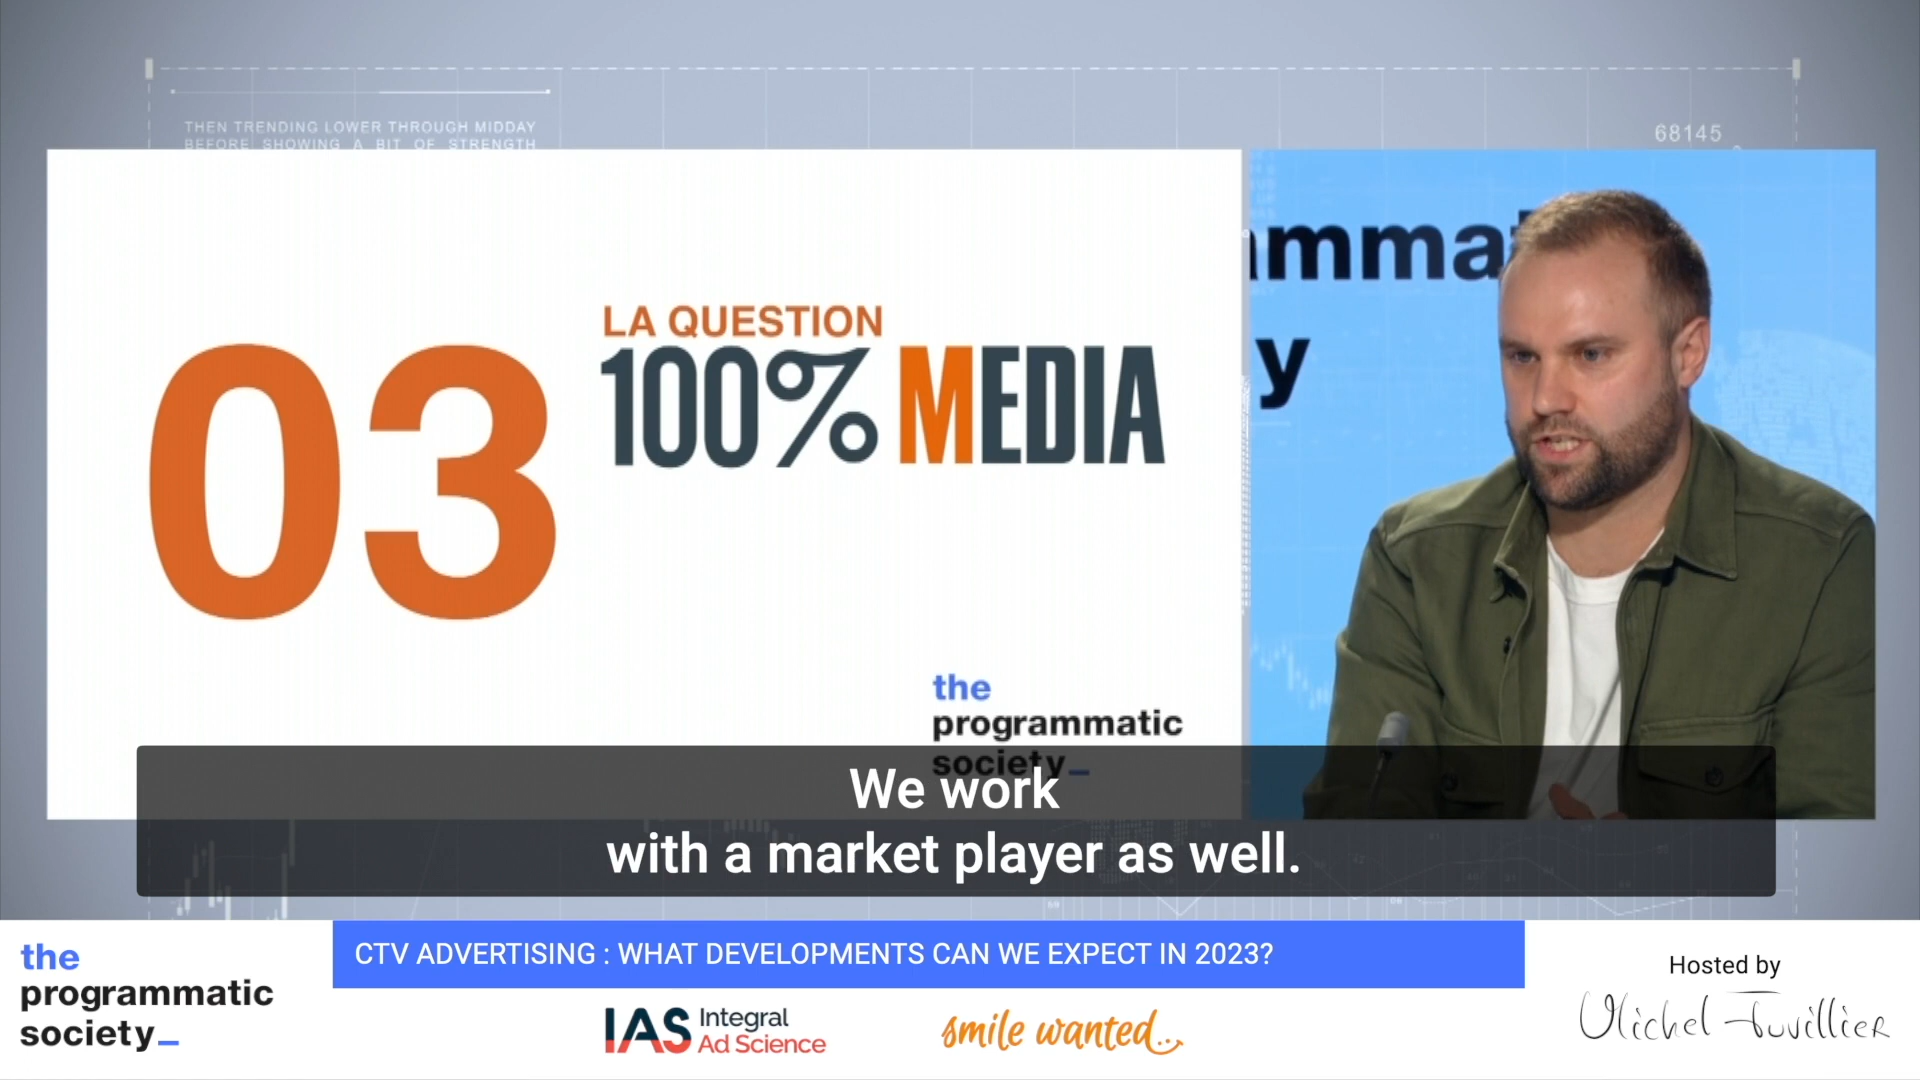 THEN TRENDING LOWER THROUGH MIDDAY
BEFORE SHOWING A BIT OF STRENGTH
68145
03
LA QUESTION
100% MEDIA
the
programmatic
society_
ammat
y
We work
with a market player as well.
the
programmatic
society_
CTV ADVERTISING : WHAT DEVELOPMENTS CAN WE EXPECT IN 2023?
IAS Integral
Ad Science
smile wanted..
Hosted by
Michel Juvillier